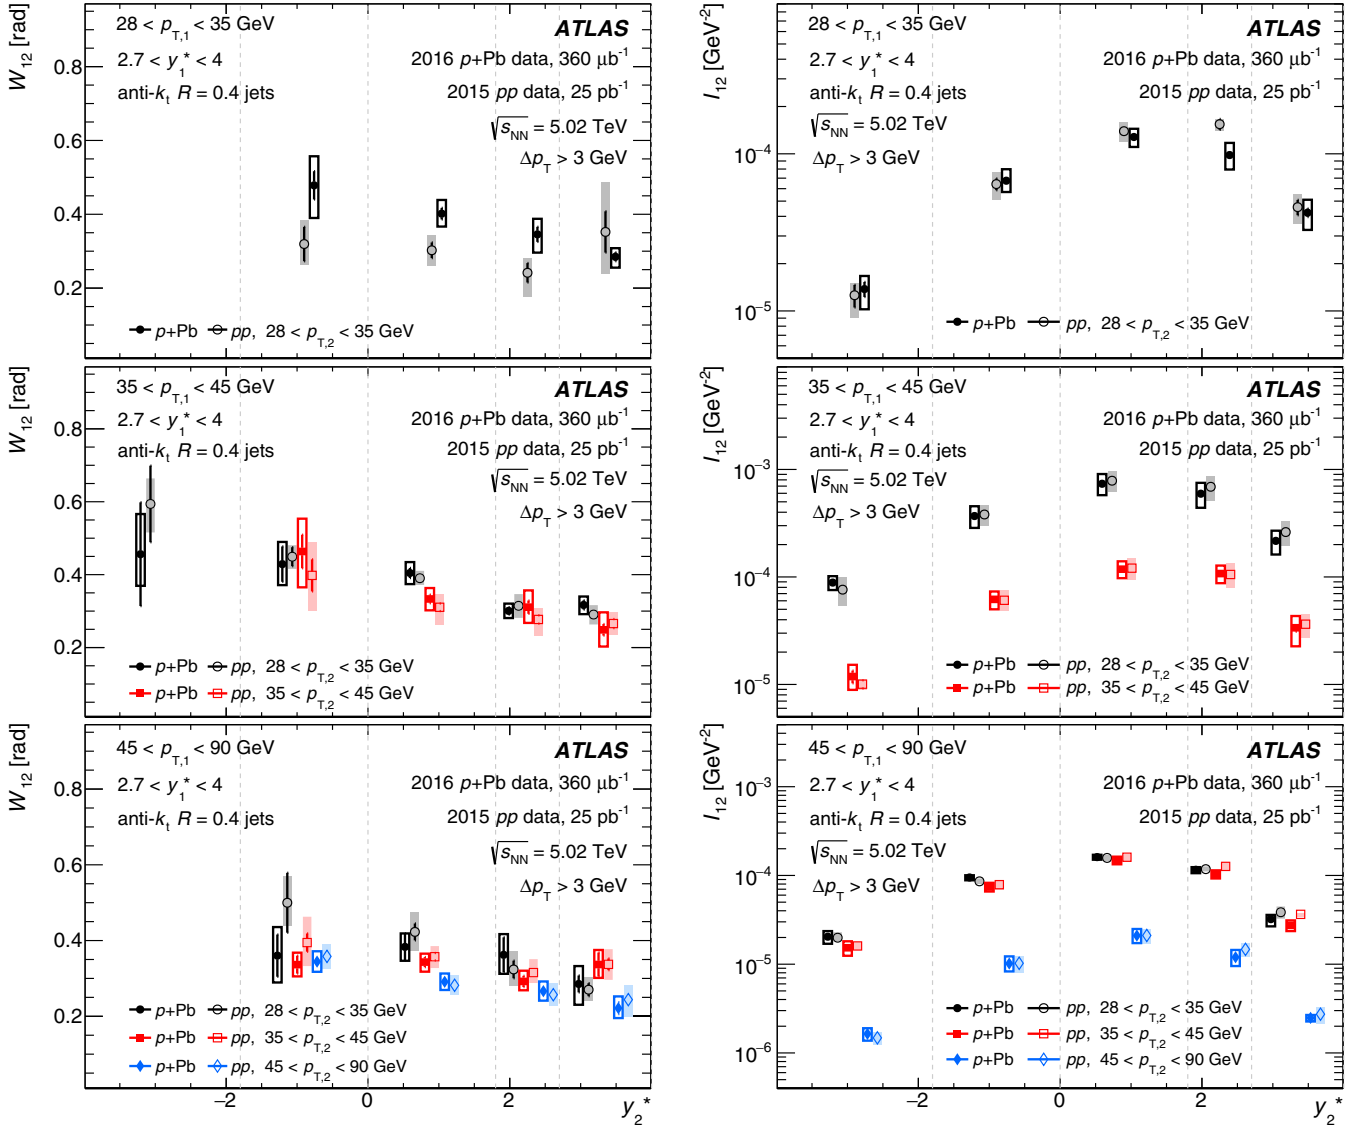 W₁₂ [rad]
28 < p_T,1 < 35 GeV
ATLAS
2.7 < y₁* < 4
2016 p+Pb data, 360 μb⁻¹
anti-k_t R = 0.4 jets
2015 pp data, 25 pb⁻¹
√s_NN = 5.02 TeV
Δp_T > 3 GeV
0.8
0.6
0.4
0.2
p+Pb pp, 28 < p_T,2 < 35 GeV
I₁₂ [GeV⁻²]
28 < p_T,1 < 35 GeV
ATLAS
2.7 < y₁* < 4
2016 p+Pb data, 360 μb⁻¹
anti-k_t R = 0.4 jets
2015 pp data, 25 pb⁻¹
√s_NN = 5.02 TeV
Δp_T > 3 GeV
10⁻⁴
10⁻⁵
p+Pb pp, 28 < p_T,2 < 35 GeV
W₁₂ [rad]
35 < p_T,1 < 45 GeV
ATLAS
2.7 < y₁* < 4
2016 p+Pb data, 360 μb⁻¹
anti-k_t R = 0.4 jets
2015 pp data, 25 pb⁻¹
√s_NN = 5.02 TeV
Δp_T > 3 GeV
0.8
0.6
0.4
0.2
p+Pb pp, 28 < p_T,2 < 35 GeV
p+Pb pp, 35 < p_T,2 < 45 GeV
I₁₂ [GeV⁻²]
35 < p_T,1 < 45 GeV
ATLAS
2.7 < y₁* < 4
2016 p+Pb data, 360 μb⁻¹
anti-k_t R = 0.4 jets
2015 pp data, 25 pb⁻¹
√s_NN = 5.02 TeV
Δp_T > 3 GeV
10⁻³
10⁻⁴
10⁻⁵
p+Pb pp, 28 < p_T,2 < 35 GeV
p+Pb pp, 35 < p_T,2 < 45 GeV
W₁₂ [rad]
45 < p_T,1 < 90 GeV
ATLAS
2.7 < y₁* < 4
2016 p+Pb data, 360 μb⁻¹
anti-k_t R = 0.4 jets
2015 pp data, 25 pb⁻¹
√s_NN = 5.02 TeV
Δp_T > 3 GeV
0.8
0.6
0.4
0.2
p+Pb pp, 28 < p_T,2 < 35 GeV
p+Pb pp, 35 < p_T,2 < 45 GeV
p+Pb pp, 45 < p_T,2 < 90 GeV
−2 0 2
y₂*
I₁₂ [GeV⁻²]
45 < p_T,1 < 90 GeV
ATLAS
2.7 < y₁* < 4
2016 p+Pb data, 360 μb⁻¹
anti-k_t R = 0.4 jets
2015 pp data, 25 pb⁻¹
√s_NN = 5.02 TeV
Δp_T > 3 GeV
10⁻³
10⁻⁴
10⁻⁵
10⁻⁶
p+Pb pp, 28 < p_T,2 < 35 GeV
p+Pb pp, 35 < p_T,2 < 45 GeV
p+Pb pp, 45 < p_T,2 < 90 GeV
−2 0 2
y₂*